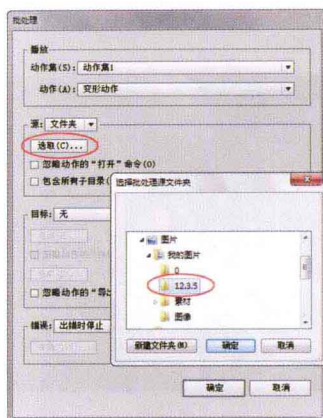 批处理
播放
动作集(S): 动作集1
动作(A): 变形动作
源: 文件夹
选取(C)...
忽略动作的"打开"命令(O)
包含所有子目录(
选择批处理源文件夹
目标: 无
图片
我的图片
0
12.3.5
素材
图像
忽略动作的"导出
新建文件夹(N)
确定
取消
错误: 出错时停止
确定
取消